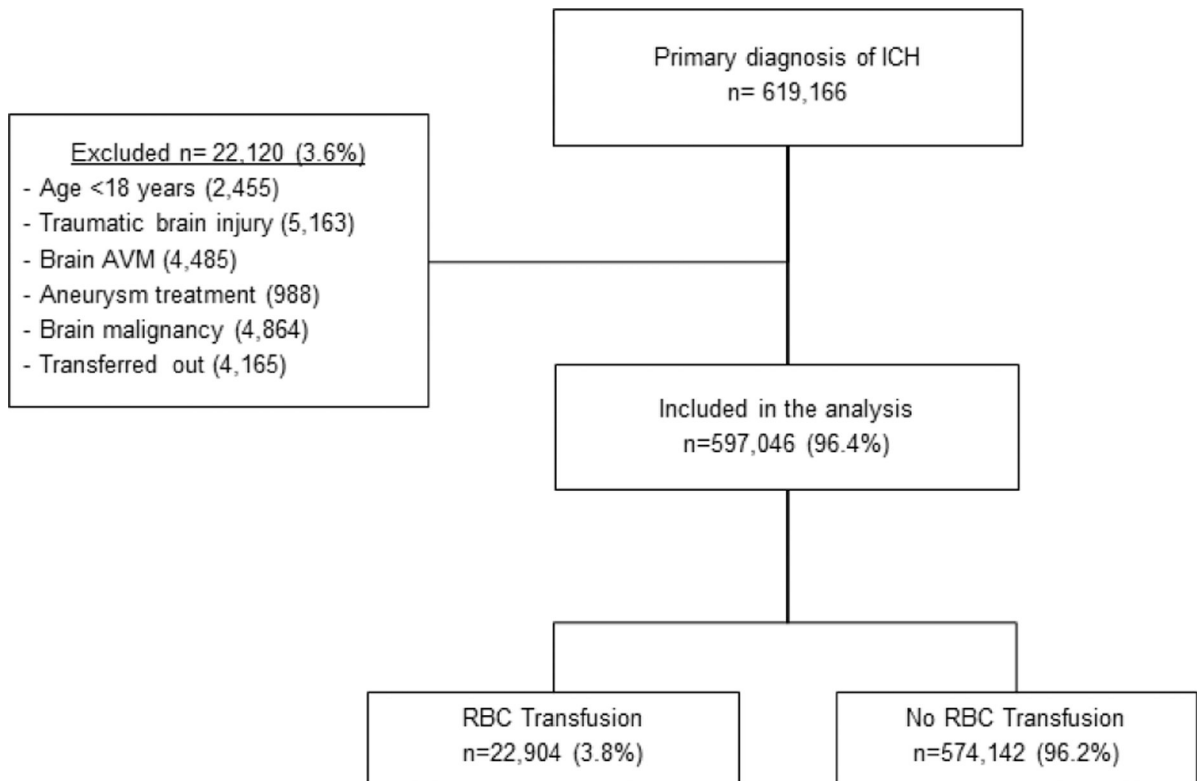 Primary diagnosis of ICH
n= 619,166
Excluded n= 22,120 (3.6%)
- Age <18 years (2,455)
- Traumatic brain injury (5,163)
- Brain AVM (4,485)
- Aneurysm treatment (988)
- Brain malignancy (4,864)
- Transferred out (4,165)
Included in the analysis
n=597,046 (96.4%)
RBC Transfusion
n=22,904 (3.8%)
No RBC Transfusion
n=574,142 (96.2%)